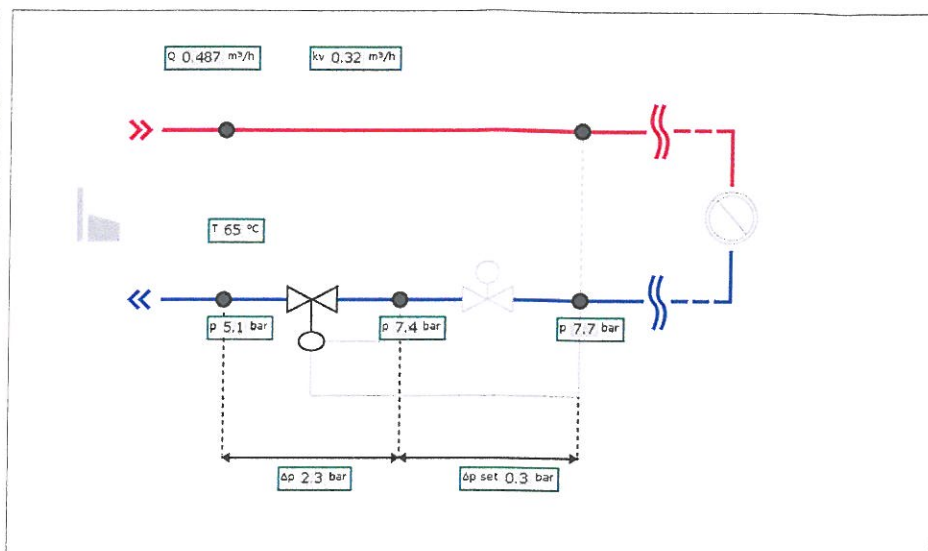 Q 0.487 m³/h
kv 0.32 m³/h
T 65 °C
p 5.1 bar
p 7.4 bar
p 7.7 bar
Δp 2.3 bar
Δp set 0.3 bar